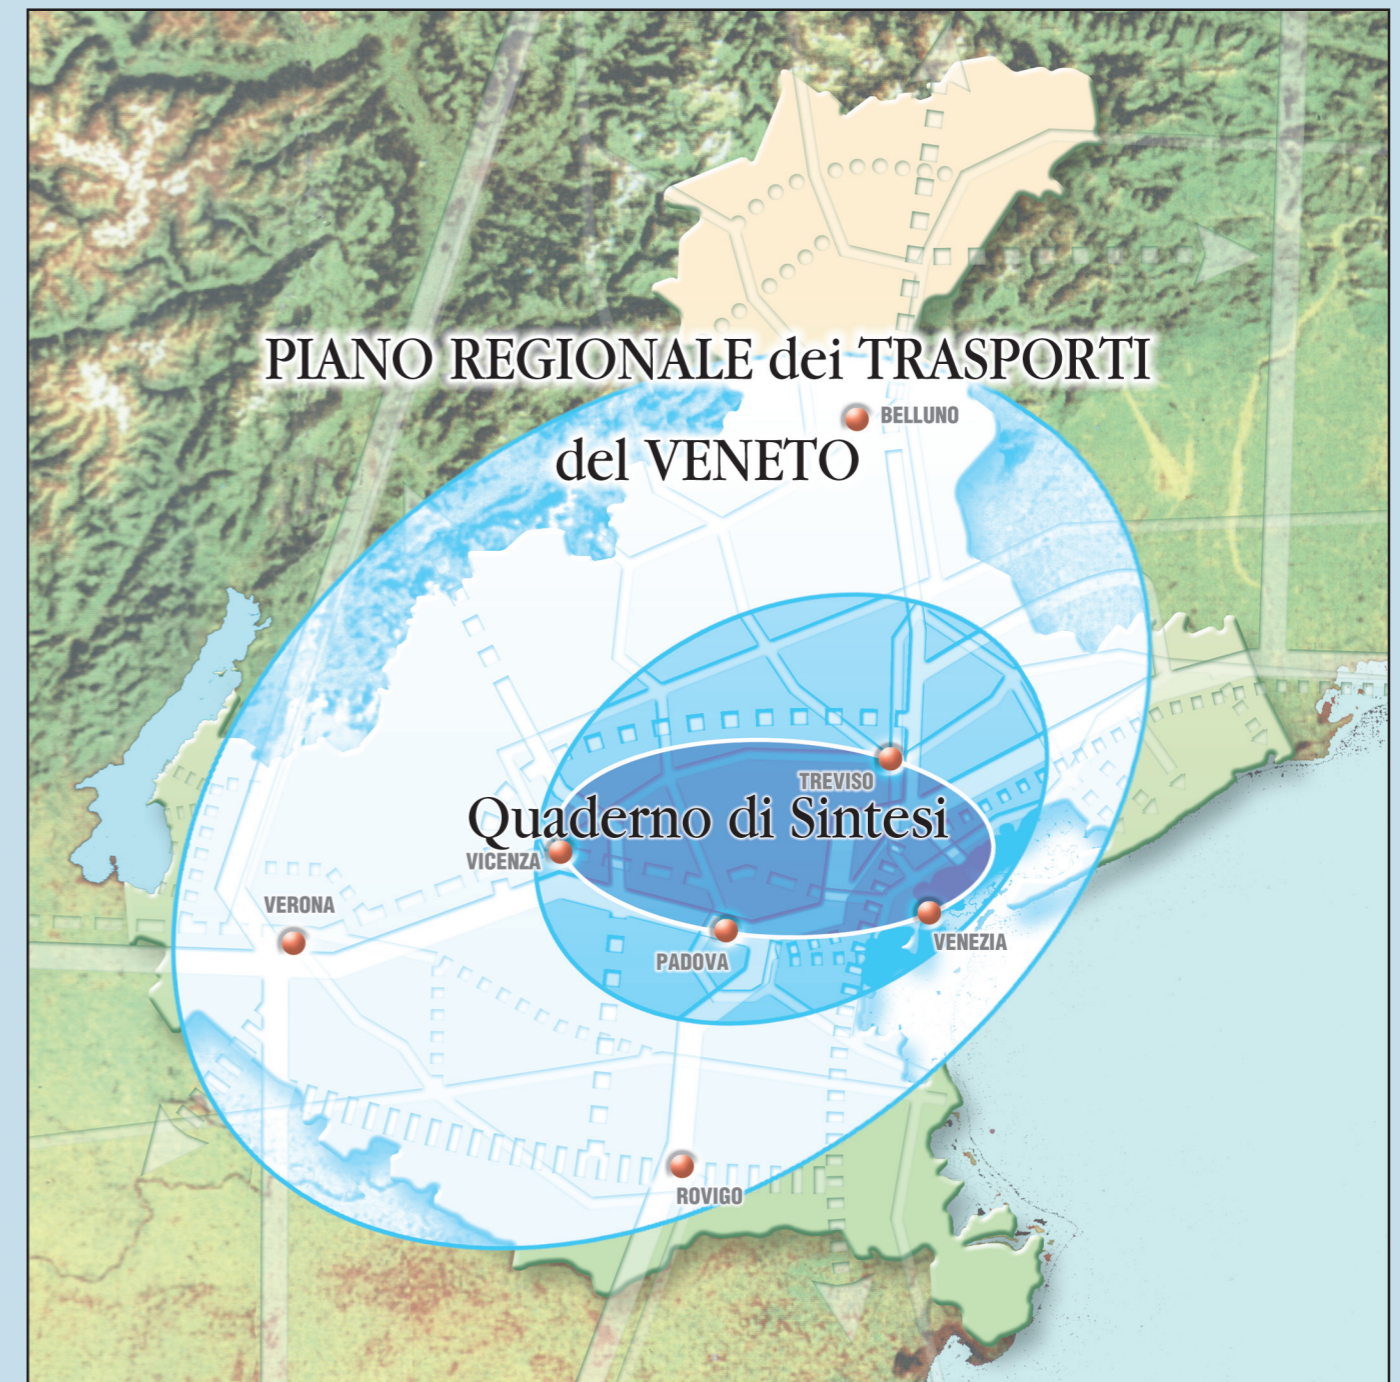 PIANO REGIONALE dei TRASPORTI
BELLUNO
del VENETO
TREVISO
Quaderno di Sintesi
VICENZA
VERONA
VENEZIA
PADOVA
ROVIGO